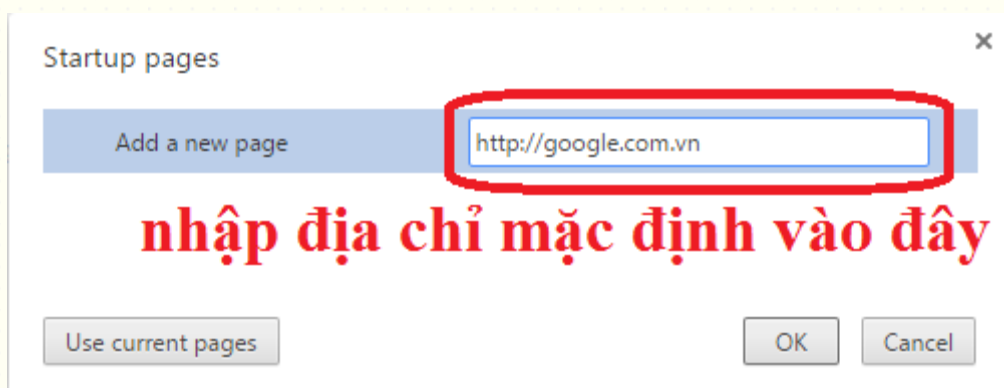 Startup pages
Add a new page http://google.com.vn
nhập địa chỉ mặc định vào đây
Use current pages OK Cancel